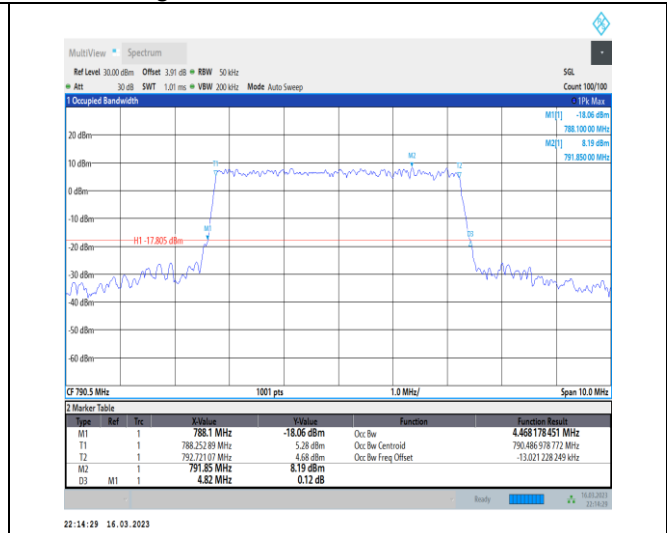 MultiView Spectrum
Ref Level 30.00 dBm Offset 3.91 dB RBW 50 kHz SGL
Att 30 dB SWT 1.01 ms VBW 200 kHz Mode Auto Sweep Count 100/100
1 Occupied Bandwidth 1Pk Max
M1[1] -18.06 dBm
788.100 00 MHz
M2[1] 8.19 dBm
791.850 00 MHz
20 dBm
10 dBm
M2
T1
T2
0 dBm
-10 dBm
M1
D3
H1 -17.805 dBm
-20 dBm
-30 dBm
-40 dBm
-50 dBm
-60 dBm
CF 790.5 MHz 1001 pts 1.0 MHz/ Span 10.0 MHz
2 Marker Table
Type Ref Trc X-Value Y-Value Function Function Result
M1 1 788.1 MHz -18.06 dBm Occ Bw 4.468 178 451 MHz
T1 1 788.252 89 MHz 5.28 dBm Occ Bw Centroid 790.486 978 772 MHz
T2 1 792.721 07 MHz 4.68 dBm Occ Bw Freq Offset -13.021 228 249 kHz
M2 1 791.85 MHz 8.19 dBm
D3 M1 1 4.82 MHz 0.12 dB
Ready 16.03.2023
22:14:29
22:14:29 16.03.2023